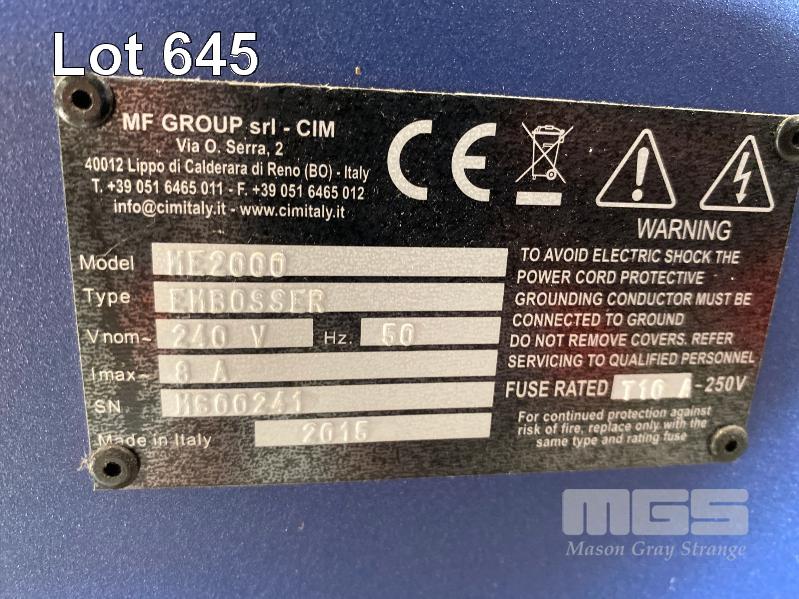 Lot 645
MF GROUP srl - CIM
Via O. Serra, 2
40012 Lippo di Calderara di Reno (BO) - Italy
T. +39 051 6465 011 - F. +39 051 6465 012
info@cimitaly.it - www.cimitaly.it
CE
WARNING
TO AVOID ELECTRIC SHOCK THE
POWER CORD PROTECTIVE
GROUNDING CONDUCTOR MUST BE
CONNECTED TO GROUND
DO NOT REMOVE COVERS. REFER
SERVICING TO QUALIFIED PERSONNEL
FUSE RATED T10 A -250V
For continued protection against
risk of fire, replace only with the
same type and rating fuse
Model ME2000
Type EMBOSSER
Vnom~ 240 V Hz. 50
Imax~ 8 A
SN M600241
Made in Italy 2015
MGS
Mason Gray Strange